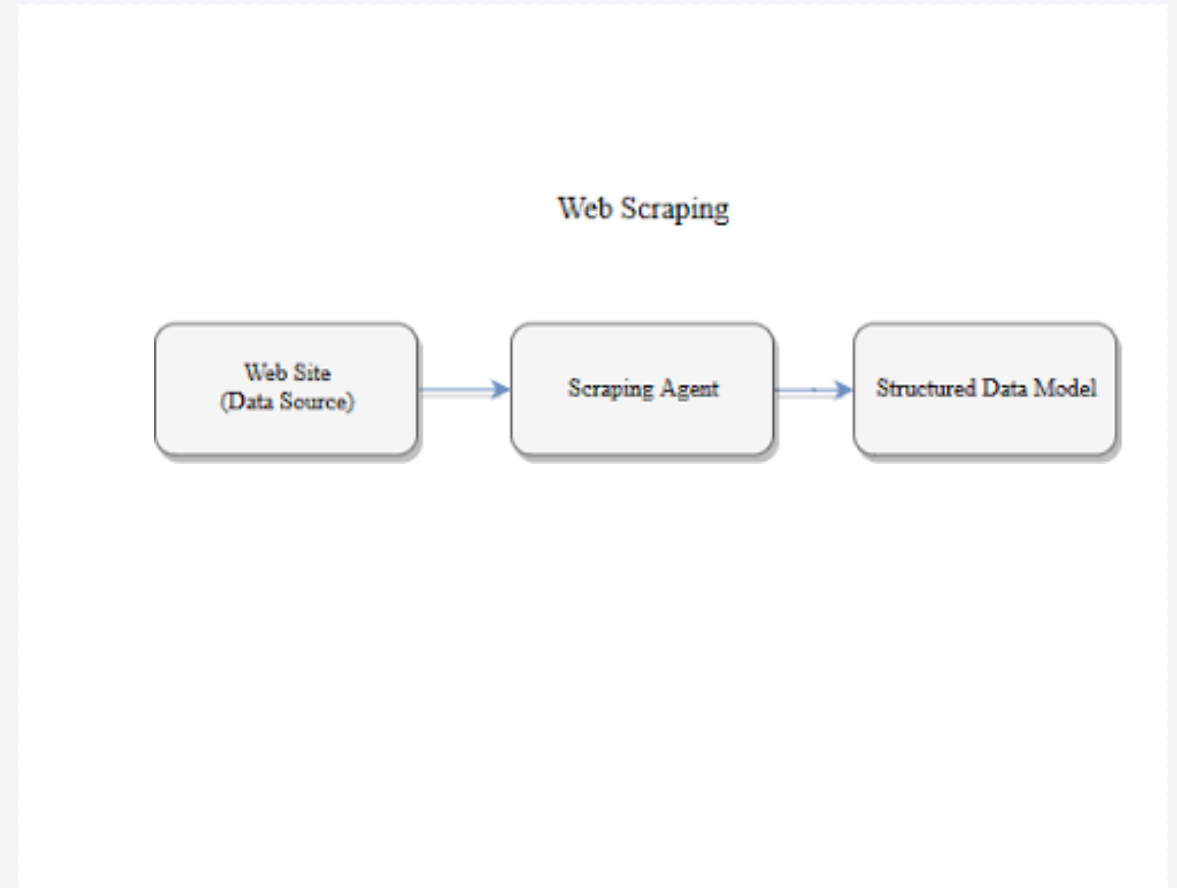 Web Scraping
Web Site
(Data Source)
Scraping Agent
Structured Data Model